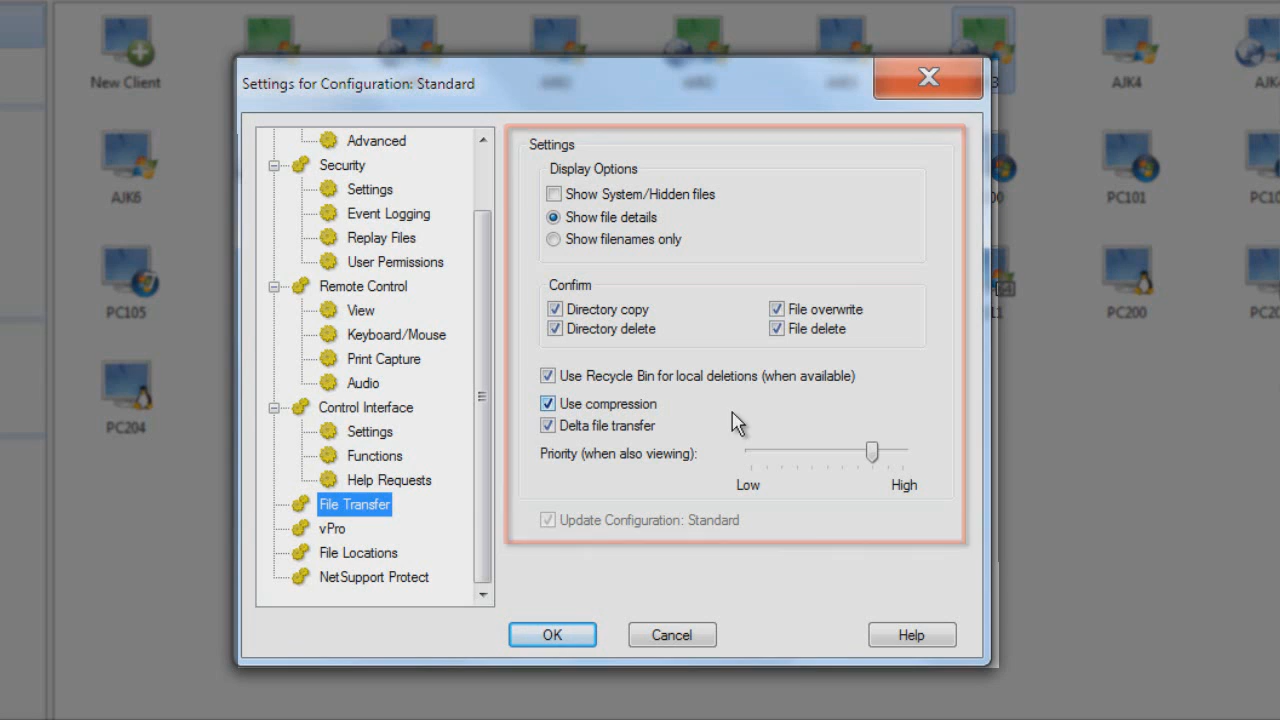 New Client
AJK4
AJK6
PC101
PC105
PC200
PC204
Settings for Configuration: Standard
Advanced
Security
Settings
Event Logging
Replay Files
User Permissions
Remote Control
View
Keyboard/Mouse
Print Capture
Audio
Control Interface
Settings
Functions
Help Requests
File Transfer
vPro
File Locations
NetSupport Protect
Settings
Display Options
Show System/Hidden files
Show file details
Show filenames only
Confirm
Directory copy
File overwrite
Directory delete
File delete
Use Recycle Bin for local deletions (when available)
Use compression
Delta file transfer
Priority (when also viewing):
Low High
Update Configuration: Standard
OK Cancel Help